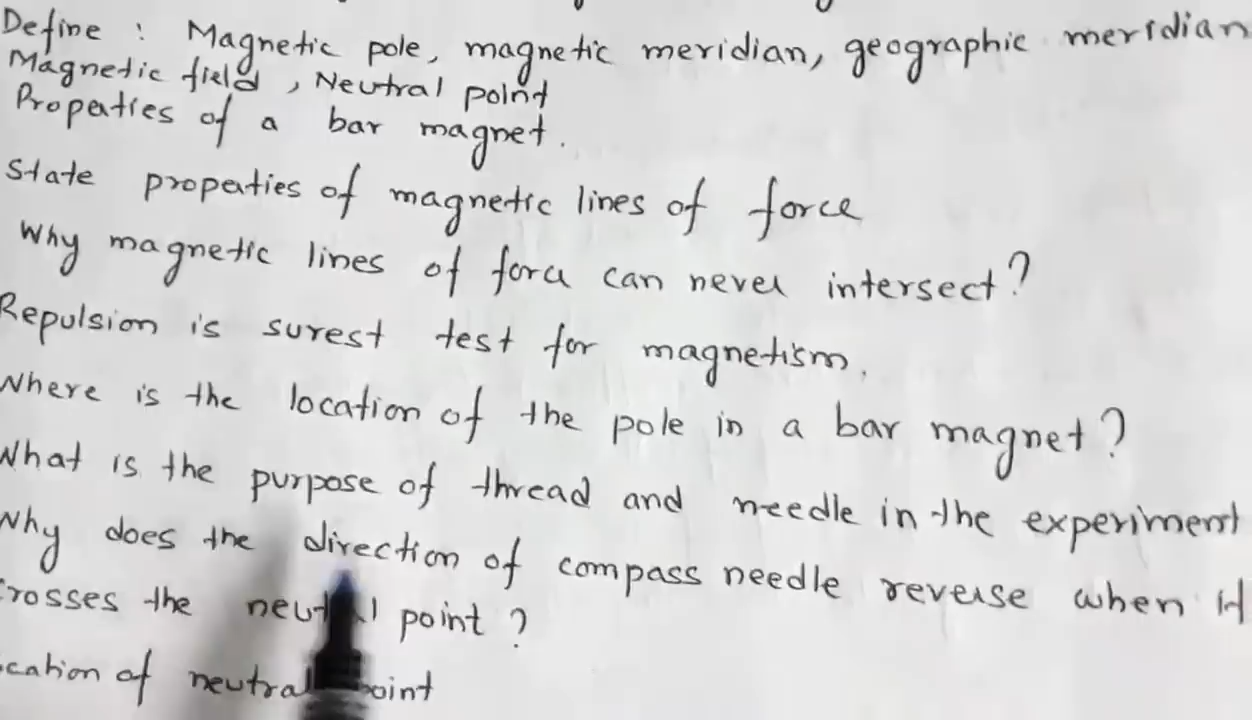 Define : Magnetic pole, magnetic meridian, geographic meridian
Magnetic field, Neutral point
Propeties of a bar magnet.
State propeties of magnetic lines of force
Why magnetic lines of force can never intersect?
Repulsion is surest test for magnetism.
Where is the location of the pole in a bar magnet?
What is the purpose of thread and needle in the experiment
Why does the direction of compass needle reverse when it
crosses the neutral point ?
of neutral point